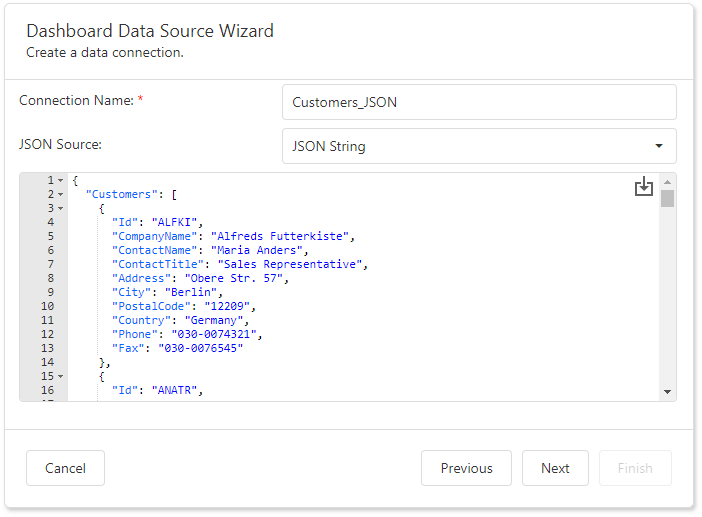 Dashboard Data Source Wizard
Create a data connection.
Connection Name: *
Customers_JSON
JSON Source:
JSON String
1 {
2 "Customers": [
3 {
4 "Id": "ALFKI",
5 "CompanyName": "Alfreds Futterkiste",
6 "ContactName": "Maria Anders",
7 "ContactTitle": "Sales Representative",
8 "Address": "Obere Str. 57",
9 "City": "Berlin",
10 "PostalCode": "12209",
11 "Country": "Germany",
12 "Phone": "030-0074321",
13 "Fax": "030-0076545"
14 },
15 {
16 "Id": "ANATR",
Cancel
Previous
Next
Finish